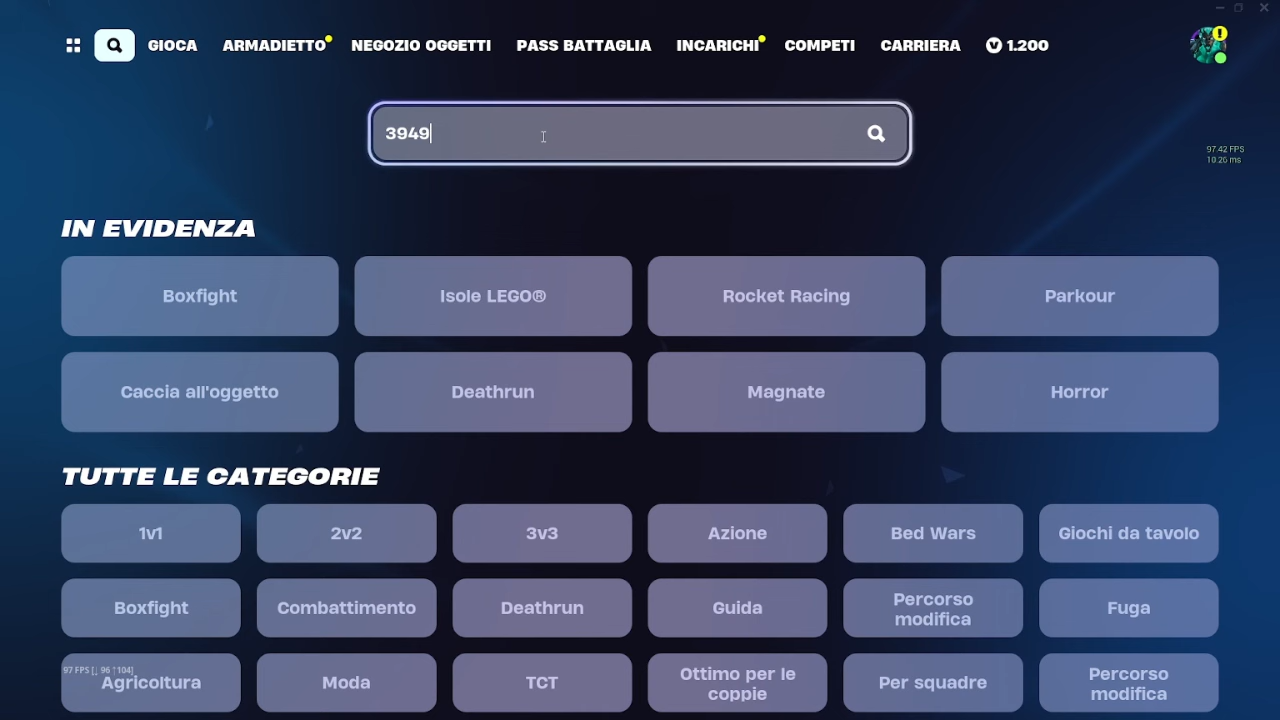 GIOCA ARMADIETTO NEGOZIO OGGETTI PASS BATTAGLIA INCARICHI COMPETI CARRIERA V 1.200 !
3949
97.42 FPS
10.26 ms
IN EVIDENZA
Boxfight Isole LEGO® Rocket Racing Parkour
Caccia all'oggetto Deathrun Magnate Horror
TUTTE LE CATEGORIE
1v1 2v2 3v3 Azione Bed Wars Giochi da tavolo
Boxfight Combattimento Deathrun Guida Percorso modifica Fuga
97 FPS [↓ 96 ↑104]
Agricoltura Moda TCT Ottimo per le coppie Per squadre Percorso modifica